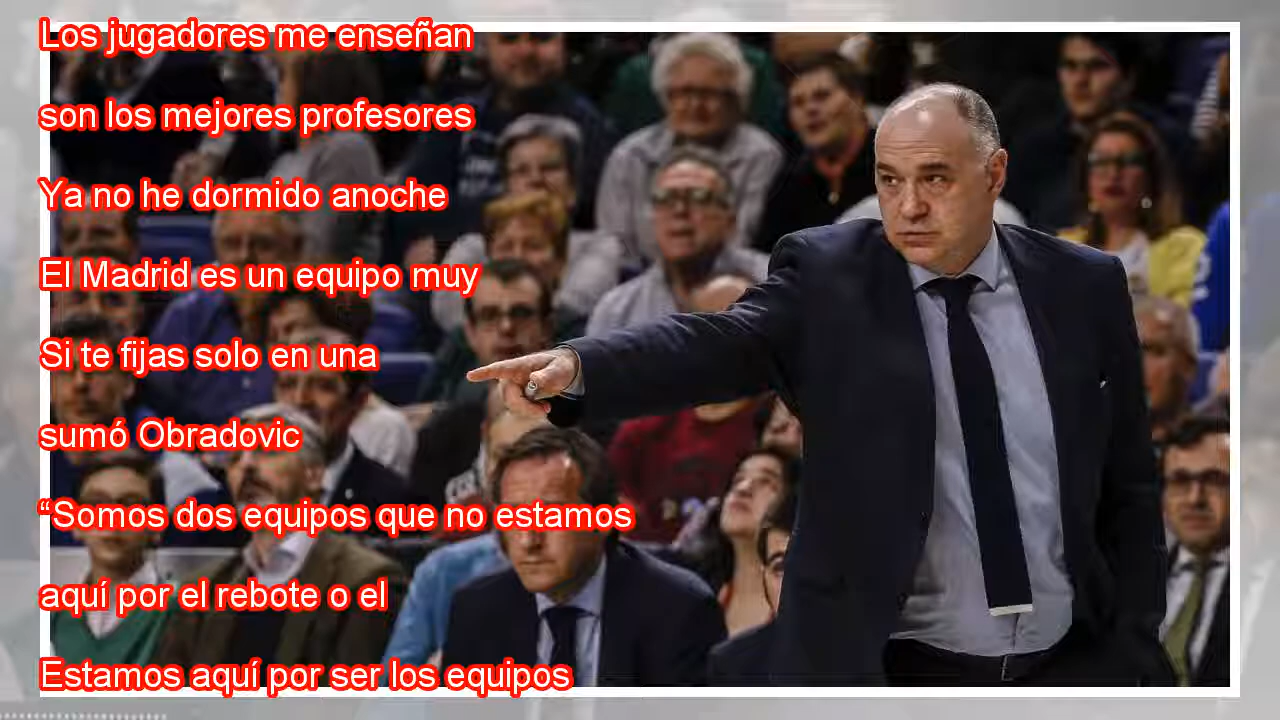 Los jugadores me enseñan
son los mejores profesores
Ya no he dormido anoche
El Madrid es un equipo muy
Si te fijas solo en una
sumó Obradovic
“Somos dos equipos que no estamos
aquí por el rebote o el
Estamos aquí por ser los equipos